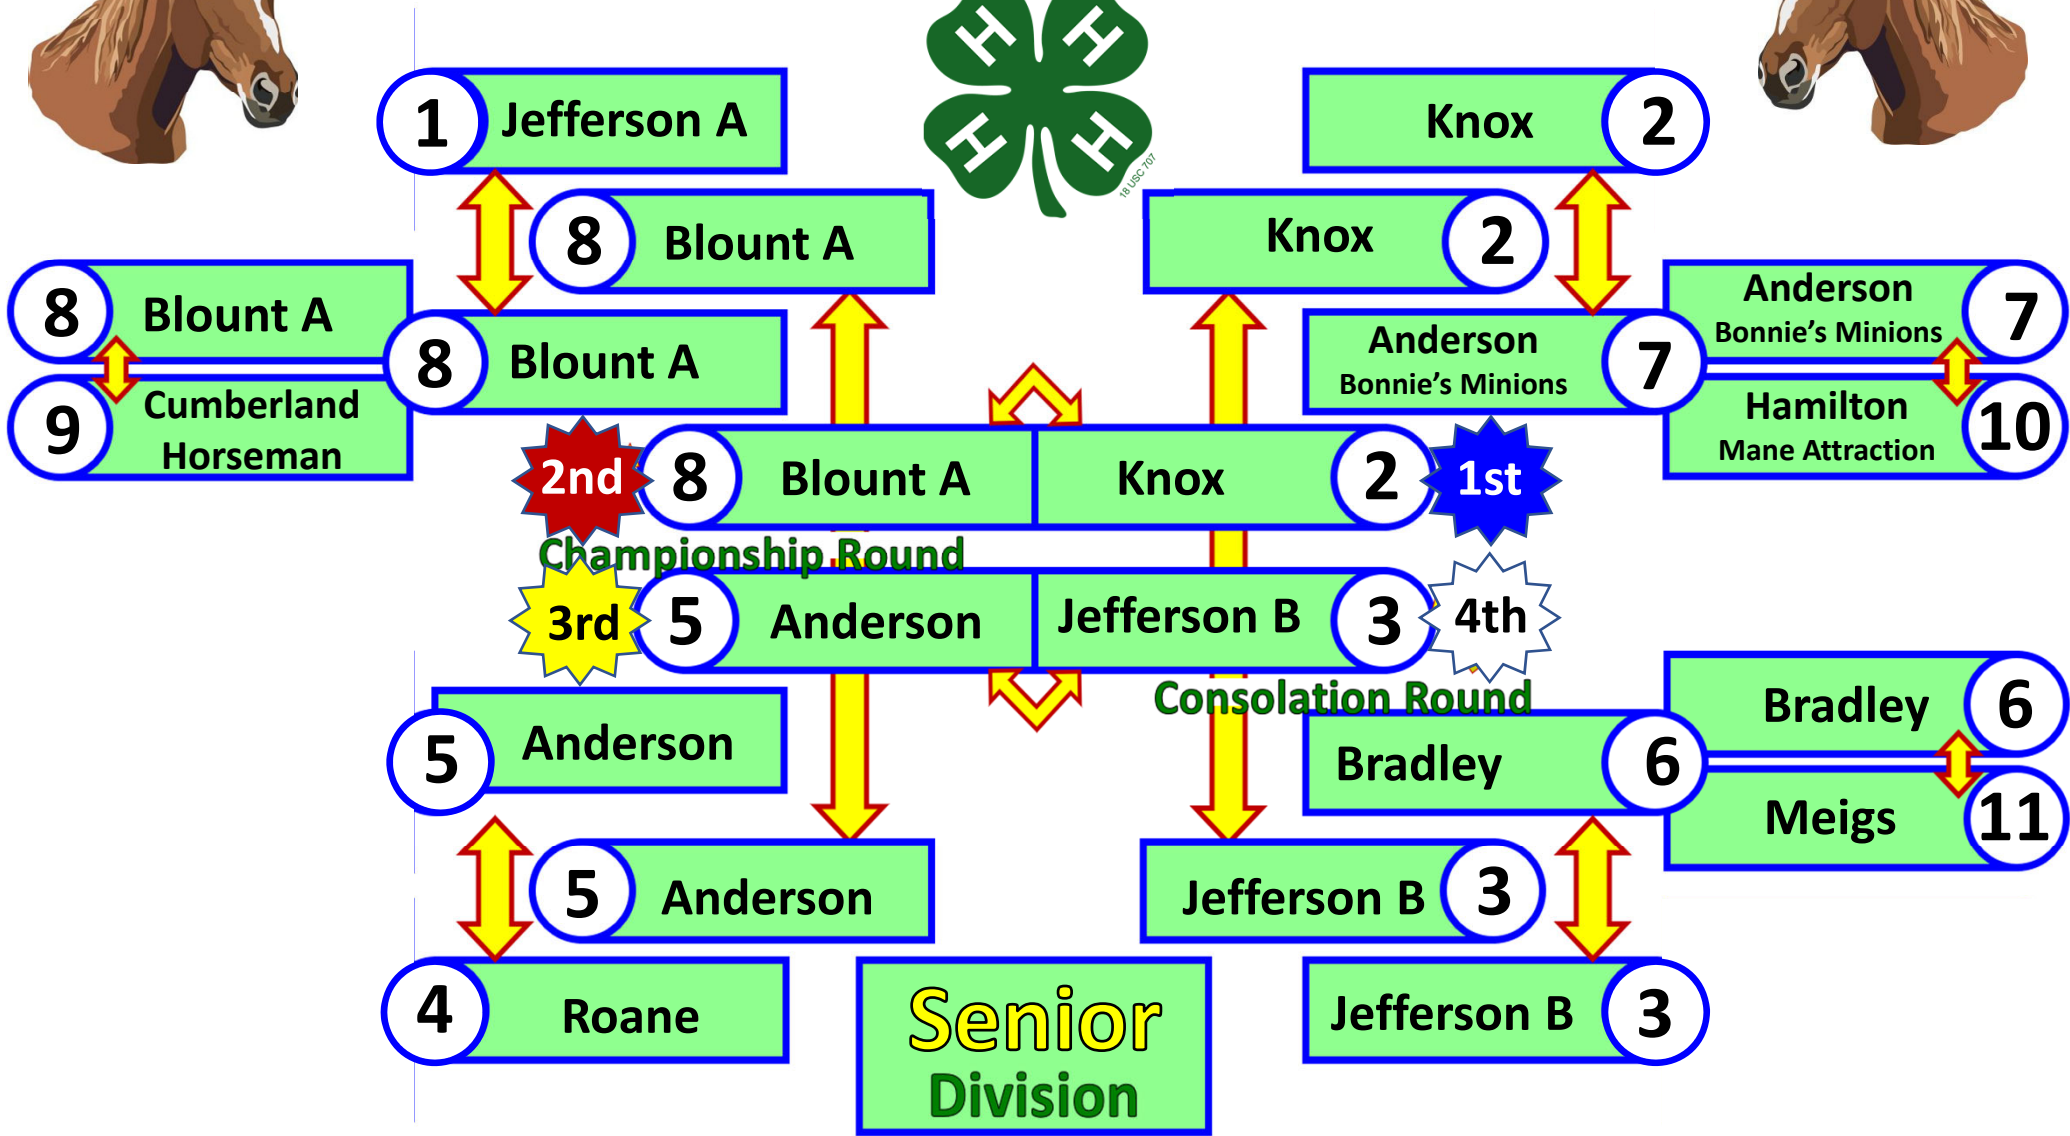 H H
H H
18 USC 707
1 Jefferson A
Knox 2
8 Blount A
Knox 2
8 Blount A
9 Cumberland
Horseman
8 Blount A
Anderson
Bonnie's Minions
7
Anderson
Bonnie's Minions
7
Hamilton
Mane Attraction
10
2nd 8 Blount A Knox 2 1st
Championship Round
3rd 5 Anderson Jefferson B 3 4th
Consolation Round
5 Anderson
Bradley 6
Bradley 6
Meigs 11
5 Anderson
Jefferson B 3
4 Roane
Jefferson B 3
Senior
Division